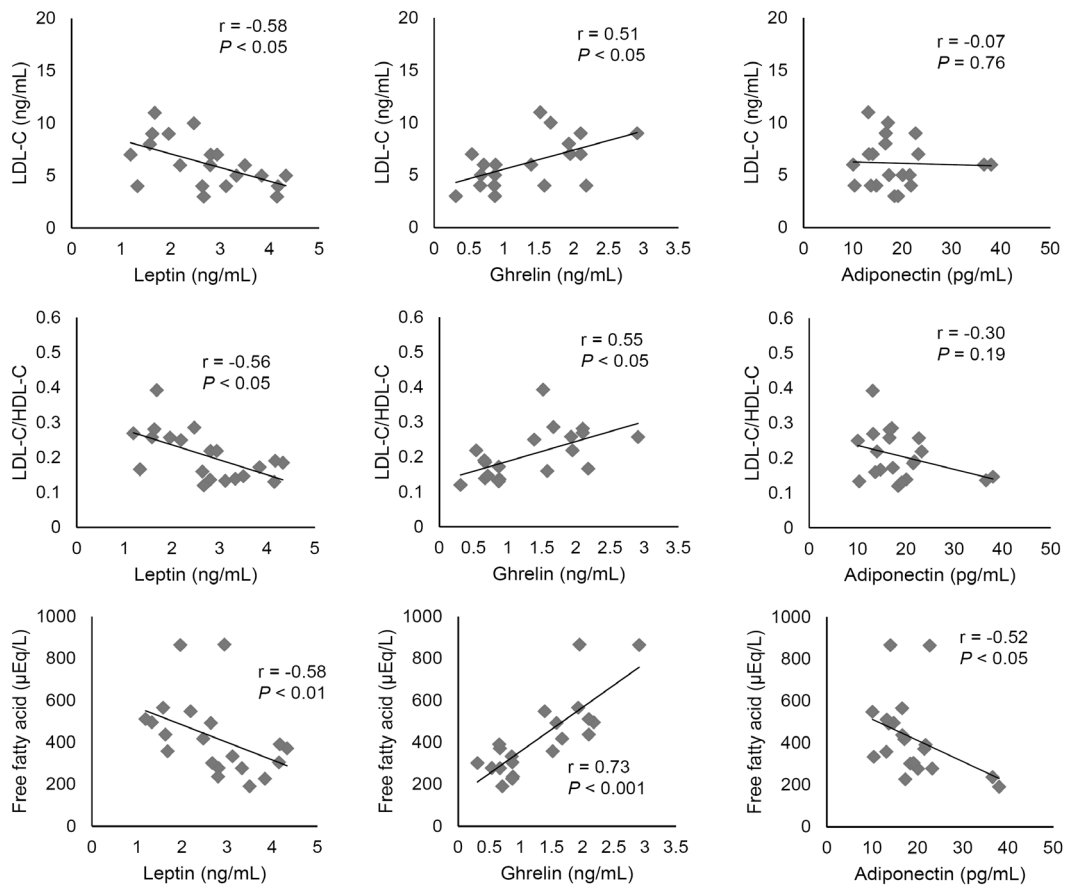 LDL-C (ng/mL)
20
15
10
5
0
r = -0.58
P < 0.05
0 1 2 3 4 5
Leptin (ng/mL)
LDL-C (ng/mL)
20
15
10
5
0
r = 0.51
P < 0.05
0 0.5 1 1.5 2 2.5 3 3.5
Ghrelin (ng/mL)
LDL-C (ng/mL)
20
15
10
5
0
r = -0.07
P = 0.76
0 10 20 30 40 50
Adiponectin (pg/mL)
LDL-C/HDL-C
0.6
0.5
0.4
0.3
0.2
0.1
0
r = -0.56
P < 0.05
0 1 2 3 4 5
Leptin (ng/mL)
LDL-C/HDL-C
0.6
0.5
0.4
0.3
0.2
0.1
0
r = 0.55
P < 0.05
0 0.5 1 1.5 2 2.5 3 3.5
Ghrelin (ng/mL)
LDL-C/HDL-C
0.6
0.5
0.4
0.3
0.2
0.1
0
r = -0.30
P = 0.19
0 10 20 30 40 50
Adiponectin (pg/mL)
Free fatty acid (μEq/L)
1000
800
600
400
200
0
r = -0.58
P < 0.01
0 1 2 3 4 5
Leptin (ng/mL)
Free fatty acid (μEq/L)
1000
800
600
400
200
0
r = 0.73
P < 0.001
0 0.5 1 1.5 2 2.5 3 3.5
Ghrelin (ng/mL)
Free fatty acid (μEq/L)
1000
800
600
400
200
0
r = -0.52
P < 0.05
0 10 20 30 40 50
Adiponectin (pg/mL)